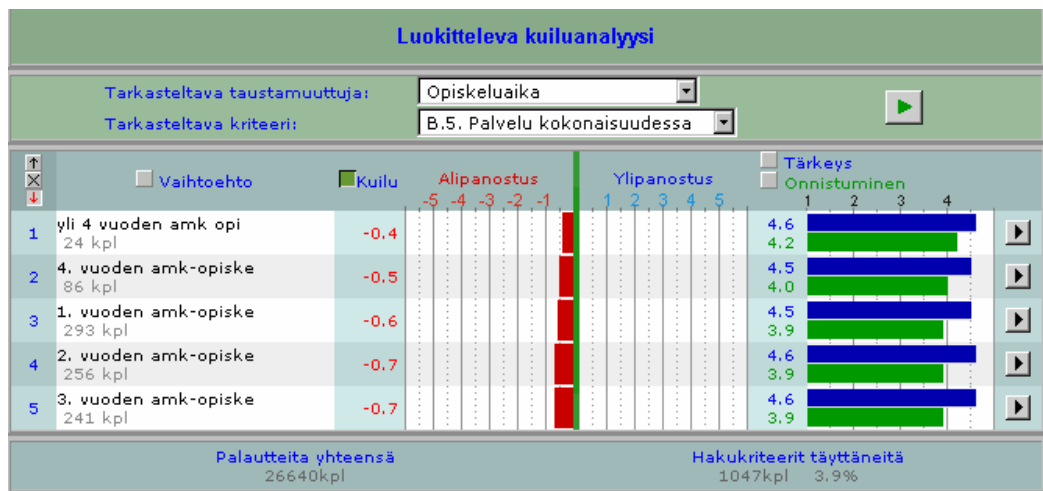 Luokitteleva kuiluanalyysi
Tarkasteltava taustamuuttuja: Opiskeluaika
Tarkasteltava kriteeri: B.5. Palvelu kokonaisuudessa
Vaihtoehto Kuilu Alipanostus Ylipanostus Tärkeys
Onnistuminen
-5 -4 -3 -2 -1 1 2 3 4 5 1 2 3 4
1 yli 4 vuoden amk opi -0.4 4.6
24 kpl 4.2
2 4. vuoden amk-opiske -0.5 4.5
86 kpl 4.0
3 1. vuoden amk-opiske -0.6 4.5
293 kpl 3.9
4 2. vuoden amk-opiske -0.7 4.6
256 kpl 3.9
5 3. vuoden amk-opiske -0.7 4.6
241 kpl 3.9
Palautteita yhteensä Hakukriteerit täyttäneitä
26640kpl 1047kpl 3.9%